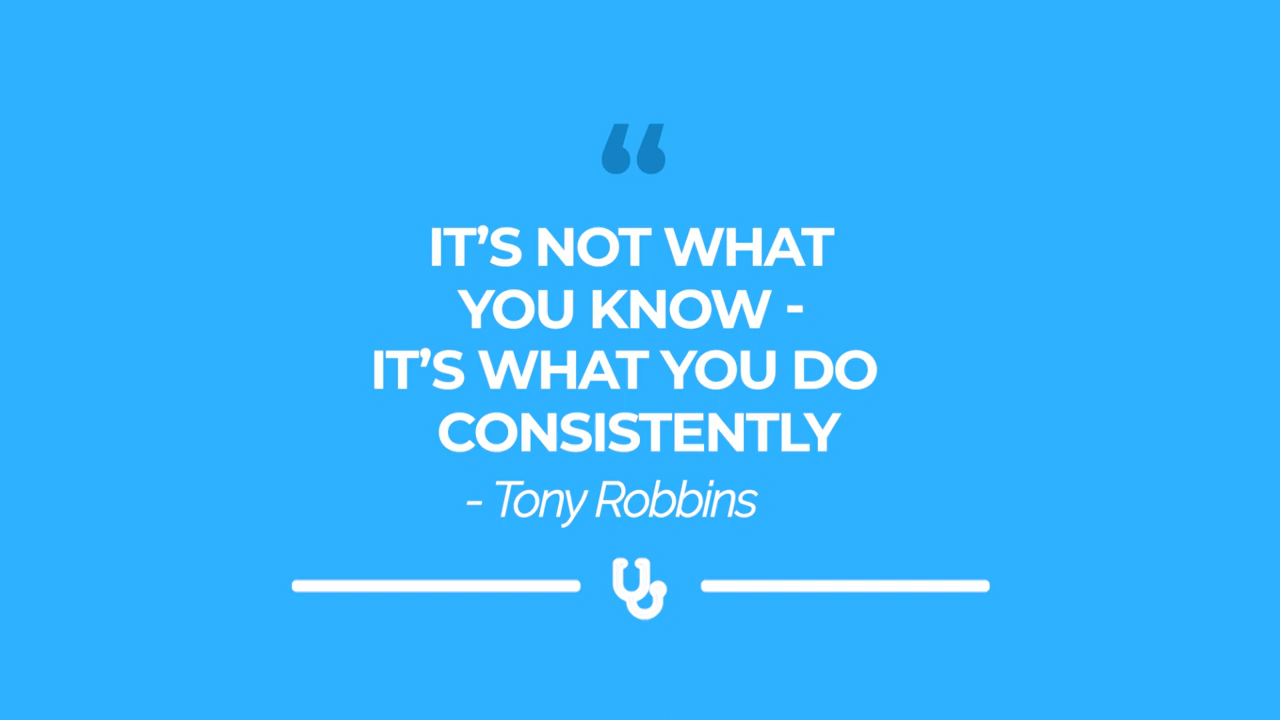 “
IT’S NOT WHAT
YOU KNOW -
IT’S WHAT YOU DO
CONSISTENTLY
- Tony Robbins